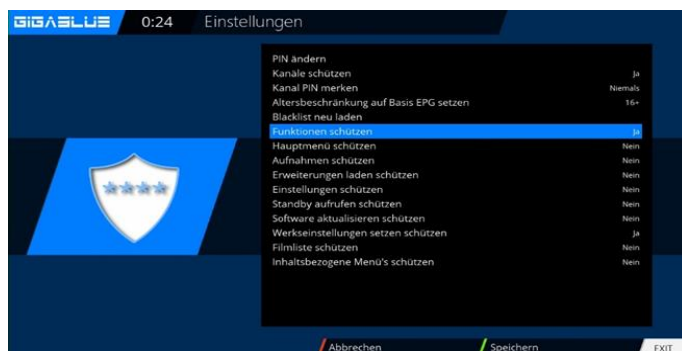 GIGABLUE 0:24 Einstellungen
PIN ändern
Kanäle schützen Ja
Kanal PIN merken Niemals
Altersbeschränkung auf Basis EPG setzen 16+
Blacklist neu laden
Funktionen schützen Ja
Hauptmenü schützen Nein
Aufnahmen schützen Nein
Erweiterungen laden schützen Nein
Einstellungen schützen Nein
Standby aufrufen schützen Nein
Software aktualisieren schützen Nein
Werkseinstellungen setzen schützen Ja
Filmliste schützen Nein
Inhaltsbezogene Menü's schützen Nein
Abbrechen Speichern EXIT